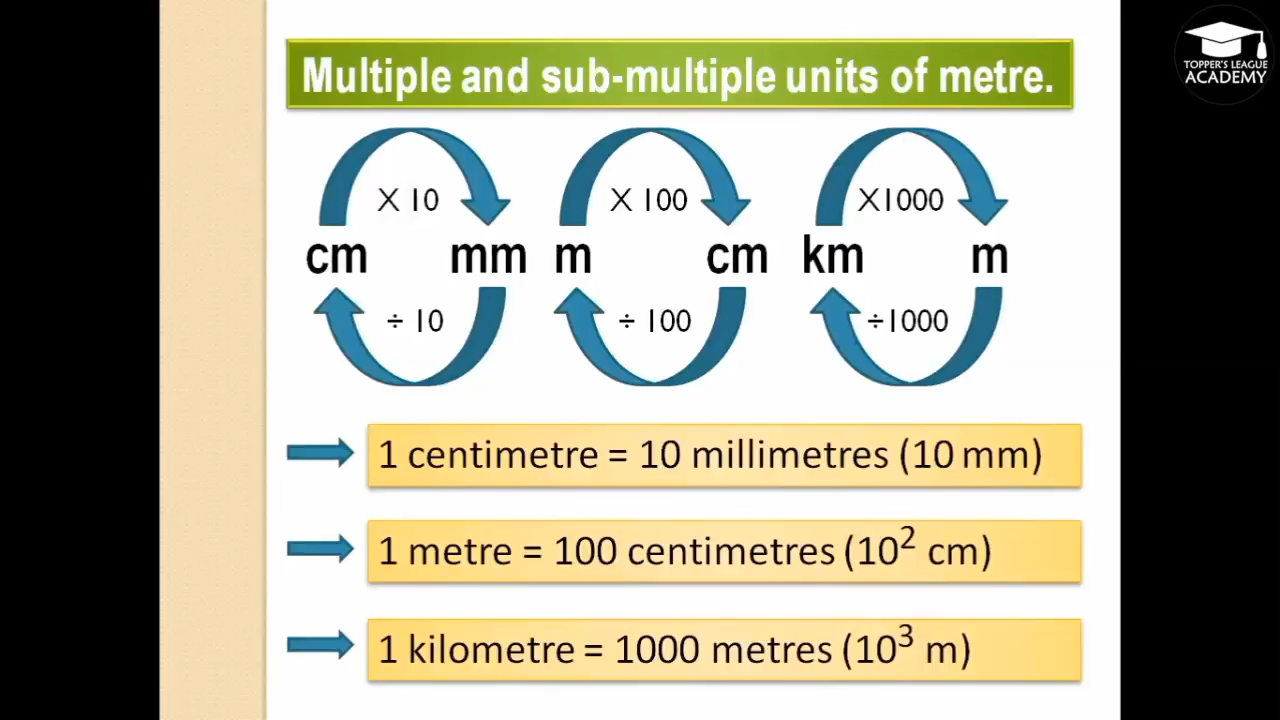 TOPPER'S LEAGUE
ACADEMY
Multiple and sub-multiple units of metre.
X 10
X 100
X1000
cm mm m cm km m
÷ 10
÷ 100
÷1000
1 centimetre = 10 millimetres (10 mm)
1 metre = 100 centimetres (10² cm)
1 kilometre = 1000 metres (10³ m)